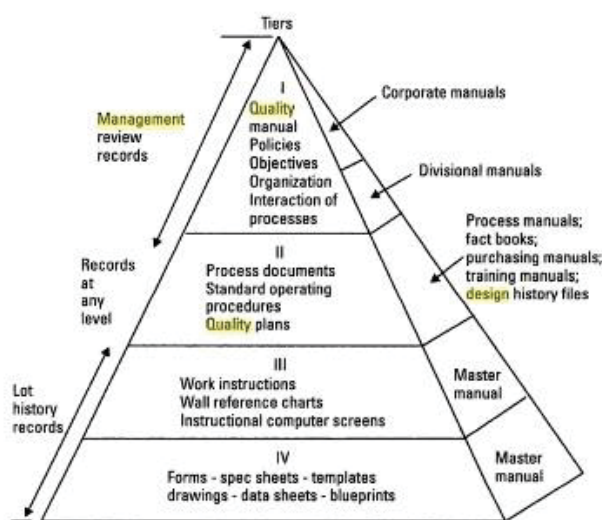 Tiers
I
Quality
manual
Policies
Objectives
Organization
Interaction of
processes
II
Process documents
Standard operating
procedures
Quality plans
III
Work instructions
Wall reference charts
Instructional computer screens
IV
Forms - spec sheets - templates
drawings - data sheets - blueprints
Management
review
records
Records
at
any
level
Lot
history
records
Corporate manuals
Divisional manuals
Process manuals;
fact books;
purchasing manuals;
training manuals;
design history files
Master
manual
Master
manual